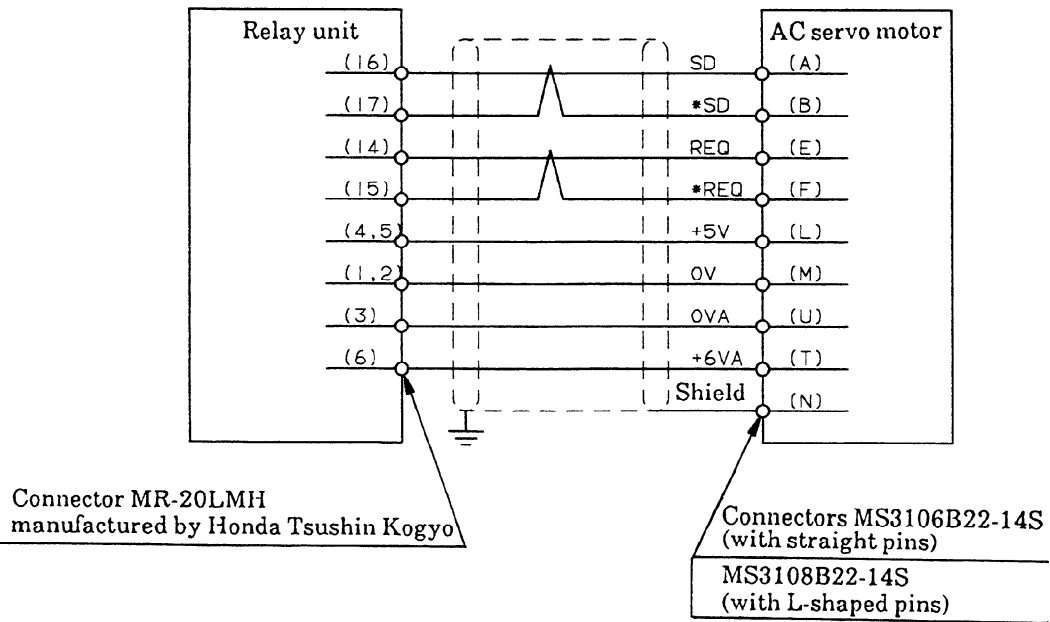 Relay unit
AC servo motor
(16) SD (A)
(17) *SD (B)
(14) REQ (E)
(15) *REQ (F)
(4,5) +5V (L)
(1,2) 0V (M)
(3) 0VA (U)
(6) +6VA (T)
Shield (N)
Connector MR-20LMH
manufactured by Honda Tsushin Kogyo
Connectors MS3106B22-14S
(with straight pins)
MS3108B22-14S
(with L-shaped pins)